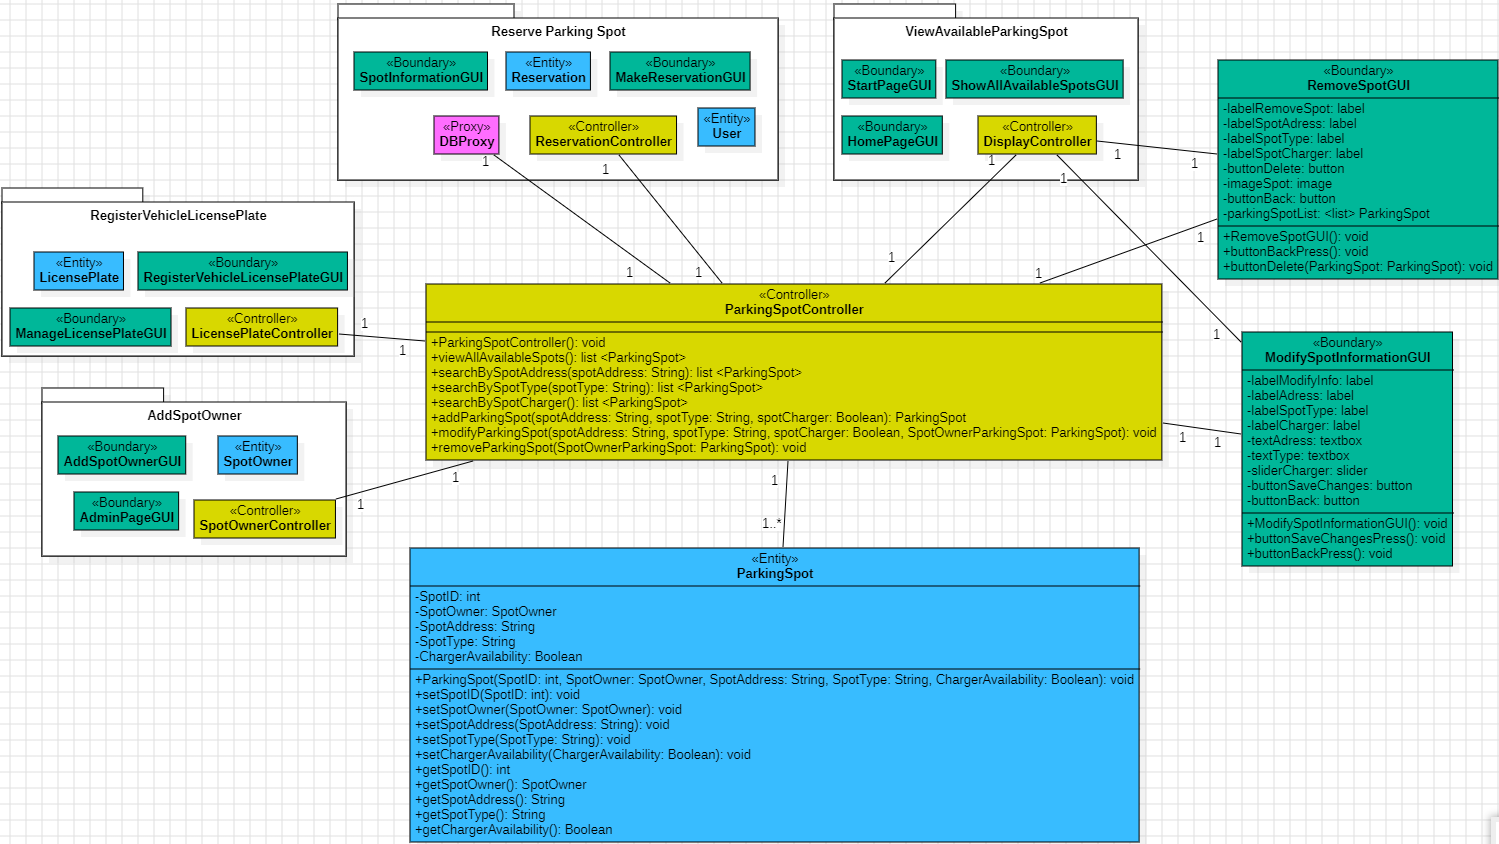 Reserve Parking Spot
«Boundary»
SpotInformationGUI
«Entity»
Reservation
«Boundary»
MakeReservationGUI
«Proxy»
DBProxy
«Controller»
ReservationController
«Entity»
User
1
1
ViewAvailableParkingSpot
«Boundary»
StartPageGUI
«Boundary»
ShowAllAvailableSpotsGUI
«Boundary»
HomePageGUI
«Controller»
DisplayController
1
1
1
1
«Boundary»
RemoveSpotGUI
-labelRemoveSpot: label
-labelSpotAdress: label
-labelSpotType: label
-labelSpotCharger: label
-buttonDelete: button
-imageSpot: image
-buttonBack: button
-parkingSpotList: <list> ParkingSpot
+RemoveSpotGUI(): void
+buttonBackPress(): void
+buttonDelete(ParkingSpot: ParkingSpot): void
1
1
RegisterVehicleLicensePlate
«Entity»
LicensePlate
«Boundary»
RegisterVehicleLicensePlateGUI
«Boundary»
ManageLicensePlateGUI
«Controller»
LicensePlateController
1
1
1
1
1
«Controller»
ParkingSpotController
+ParkingSpotController(): void
+viewAllAvailableSpots(): list <ParkingSpot>
+searchBySpotAddress(spotAddress: String): list <ParkingSpot>
+searchBySpotType(spotType: String): list <ParkingSpot>
+searchBySpotCharger(): list <ParkingSpot>
+addParkingSpot(spotAddress: String, spotType: String, spotCharger: Boolean): ParkingSpot
+modifyParkingSpot(spotAddress: String, spotType: String, spotCharger: Boolean, SpotOwnerParkingSpot: ParkingSpot): void
+removeParkingSpot(SpotOwnerParkingSpot: ParkingSpot): void
1
«Boundary»
ModifySpotInformationGUI
-labelModifyInfo: label
-labelAdress: label
-labelSpotType: label
-labelCharger: label
-textAdress: textbox
-textType: textbox
-sliderCharger: slider
-buttonSaveChanges: button
-buttonBack: button
+ModifySpotInformationGUI(): void
+buttonSaveChangesPress(): void
+buttonBackPress(): void
1
1
AddSpotOwner
«Boundary»
AddSpotOwnerGUI
«Entity»
SpotOwner
«Boundary»
AdminPageGUI
«Controller»
SpotOwnerController
1
1
1
1..*
«Entity»
ParkingSpot
-SpotID: int
-SpotOwner: SpotOwner
-SpotAddress: String
-SpotType: String
-ChargerAvailability: Boolean
+ParkingSpot(SpotID: int, SpotOwner: SpotOwner, SpotAddress: String, SpotType: String, ChargerAvailability: Boolean): void
+setSpotID(SpotID: int): void
+setSpotOwner(SpotOwner: SpotOwner): void
+setSpotAddress(SpotAddress: String): void
+setSpotType(SpotType: String): void
+setChargerAvailability(ChargerAvailability: Boolean): void
+getSpotID(): int
+getSpotOwner(): SpotOwner
+getSpotAddress(): String
+getSpotType(): String
+getChargerAvailability(): Boolean